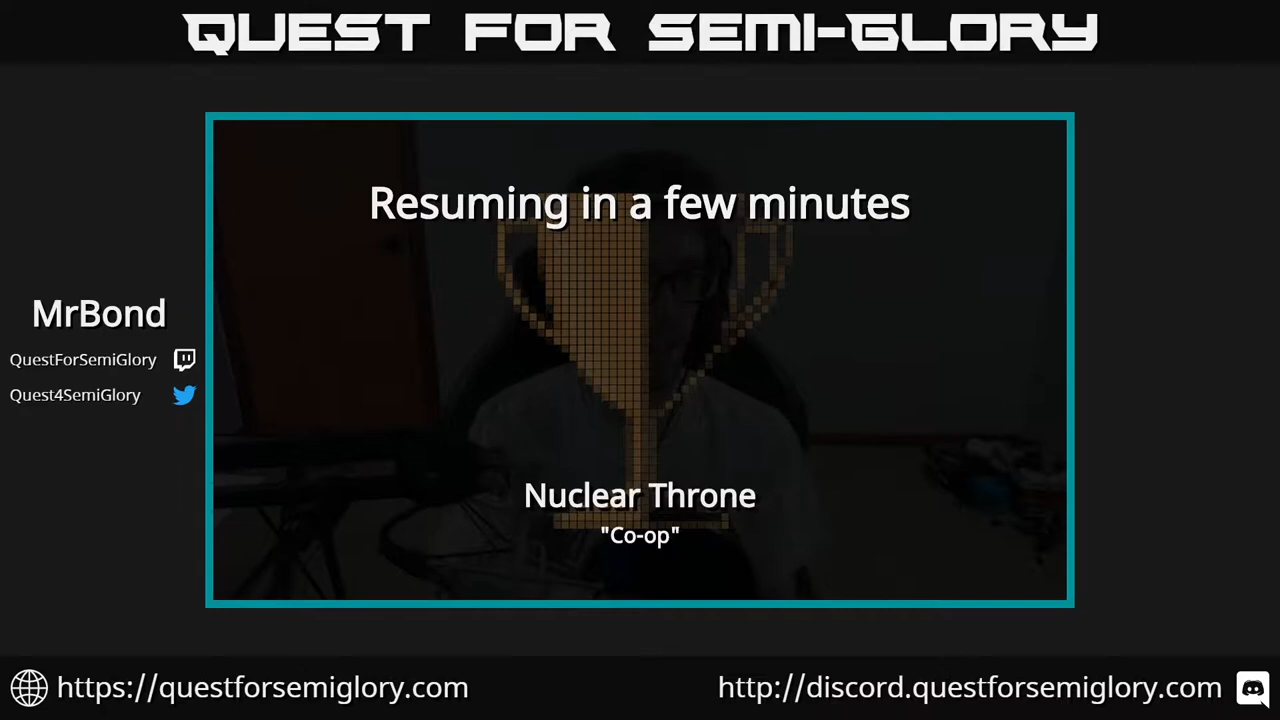 QUEST FOR SEMI-GLORY
Resuming in a few minutes
MrBond
QuestForSemiGlory
Quest4SemiGlory
Nuclear Throne
"Co-op"
https://questforsemiglory.com
http://discord.questforsemiglory.com